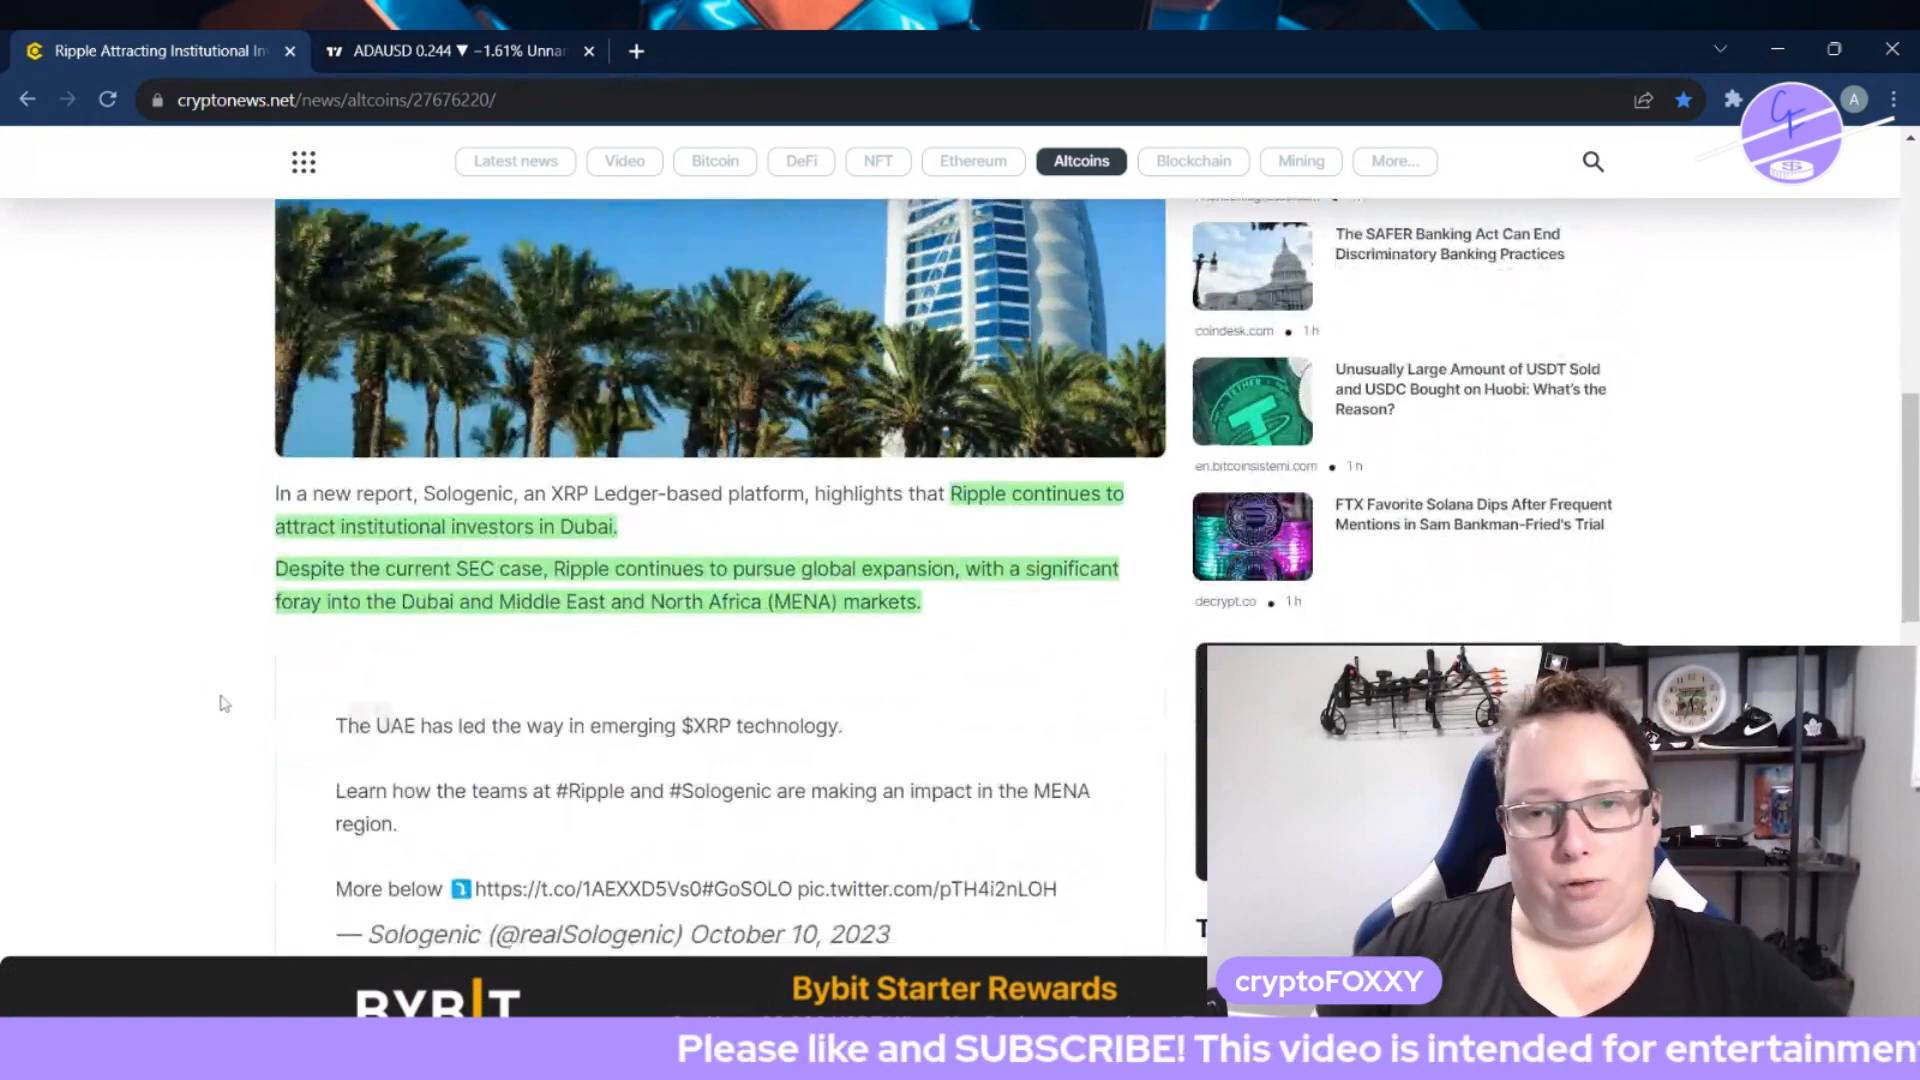 Ripple Attracting Institutional In
ADAUSD 0.244 ▼ −1.61% Unnar
cryptonews.net/news/altcoins/27676220/
A
CF
Latest news
Video
Bitcoin
DeFi
NFT
Ethereum
Altcoins
Blockchain
Mining
More...
The SAFER Banking Act Can End
Discriminatory Banking Practices
coindesk.com • 1 h
Unusually Large Amount of USDT Sold
and USDC Bought on Huobi: What's the
Reason?
en.bitcoinsistemi.com • 1 h
FTX Favorite Solana Dips After Frequent
Mentions in Sam Bankman-Fried's Trial
decrypt.co • 1 h
In a new report, Sologenic, an XRP Ledger-based platform, highlights that Ripple continues to
attract institutional investors in Dubai.
Despite the current SEC case, Ripple continues to pursue global expansion, with a significant
foray into the Dubai and Middle East and North Africa (MENA) markets.
The UAE has led the way in emerging $XRP technology.
Learn how the teams at #Ripple and #Sologenic are making an impact in the MENA
region.
More below ⤵️ https://t.co/1AEXXD5Vs0#GoSOLO pic.twitter.com/pTH4i2nLOH
— Sologenic (@realSologenic) October 10, 2023
BYBIT
Bybit Starter Rewards
cryptoFOXXY
Please like and SUBSCRIBE! This video is intended for entertainmen